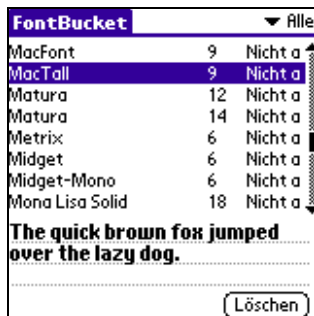 FontBucket Alle
MacFont 9 Nicht a
MacTall 9 Nicht a
Matura 12 Nicht a
Matura 14 Nicht a
Metrix 6 Nicht a
Midget 6 Nicht a
Midget-Mono 6 Nicht a
Mona Lisa Solid 18 Nicht a
The quick brown fox jumped
over the lazy dog.
Löschen